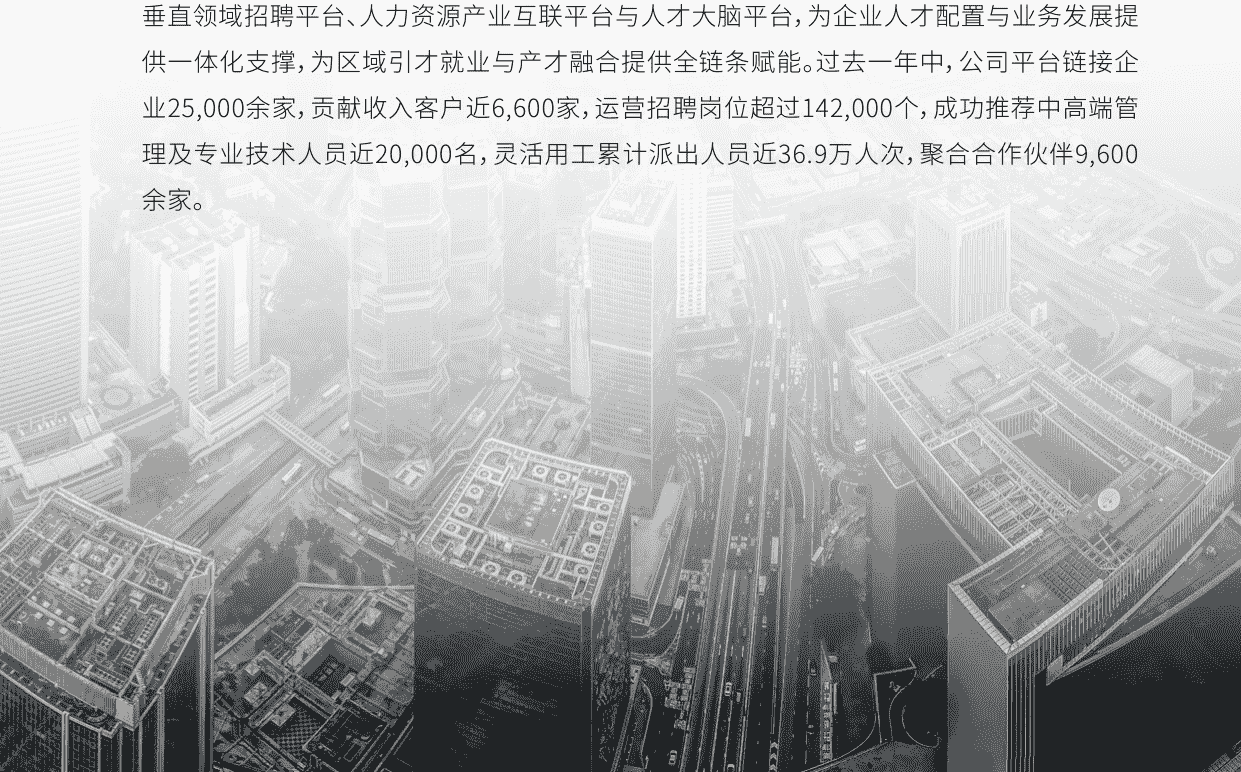 垂直领域招聘平台、人力资源产业互联平台与人才大脑平台，为企业人才配置与业务发展提
供一体化支撑，为区域引才就业与产才融合提供全链条赋能。过去一年中，公司平台链接企
业25,000余家，贡献收入客户近6,600家，运营招聘岗位超过142,000个，成功推荐中高端管
理及专业技术人员近20,000名，灵活用工累计派出人员近36.9万人次，聚合合作伙伴9,600
余家。